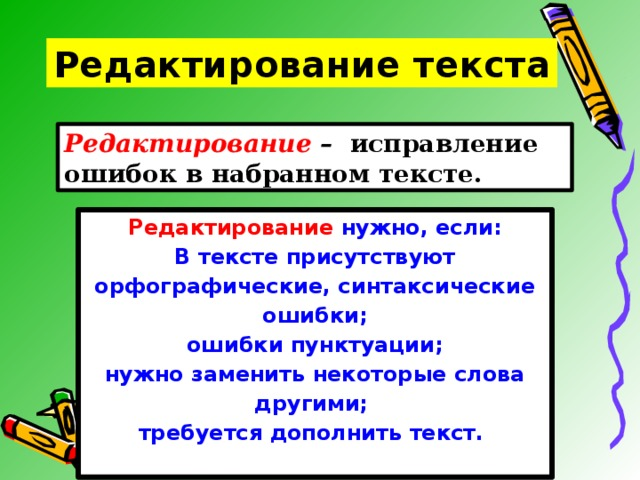 Редактирование текста
Редактирование – исправление
ошибок в набранном тексте.
Редактирование нужно, если:
В тексте присутствуют
орфографические, синтаксические
ошибки;
ошибки пунктуации;
нужно заменить некоторые слова
другими;
требуется дополнить текст.